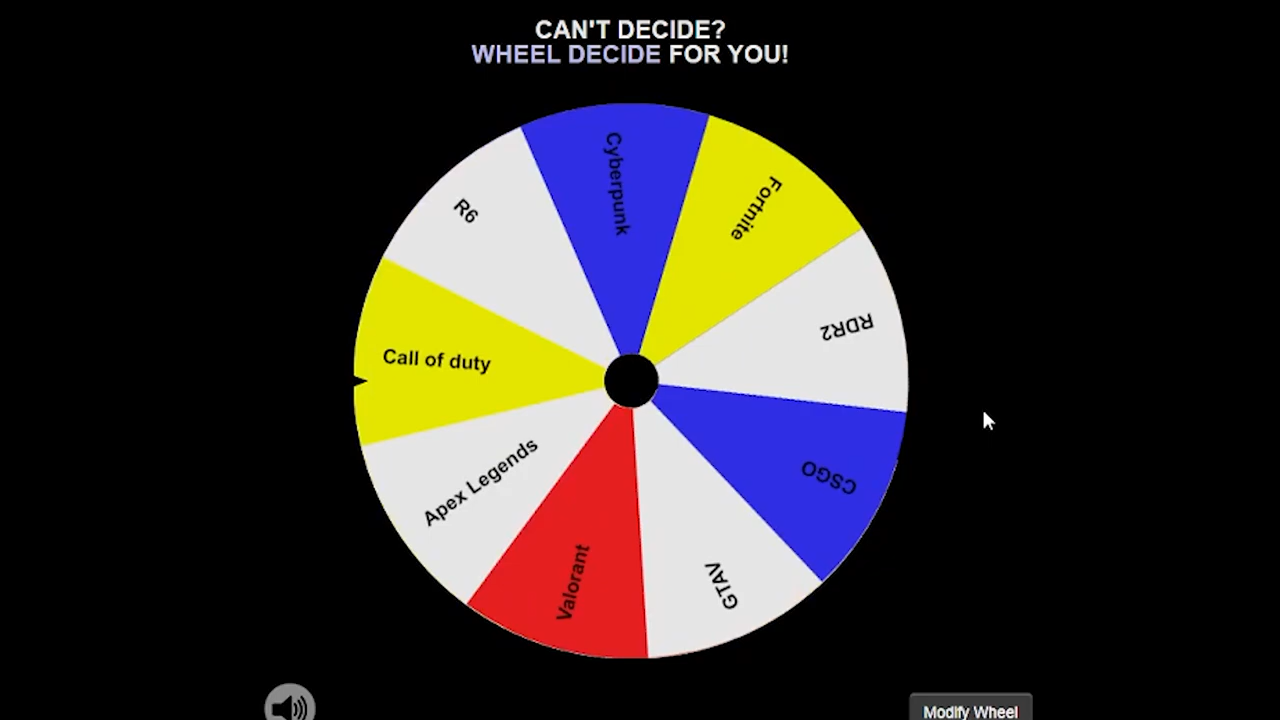 CAN'T DECIDE?
WHEEL DECIDE FOR YOU!
Cyberpunk
Fortnite
R6
RDR2
Call of duty
Apex Legends
CSGO
Valorant
GTAV
Modify Wheel